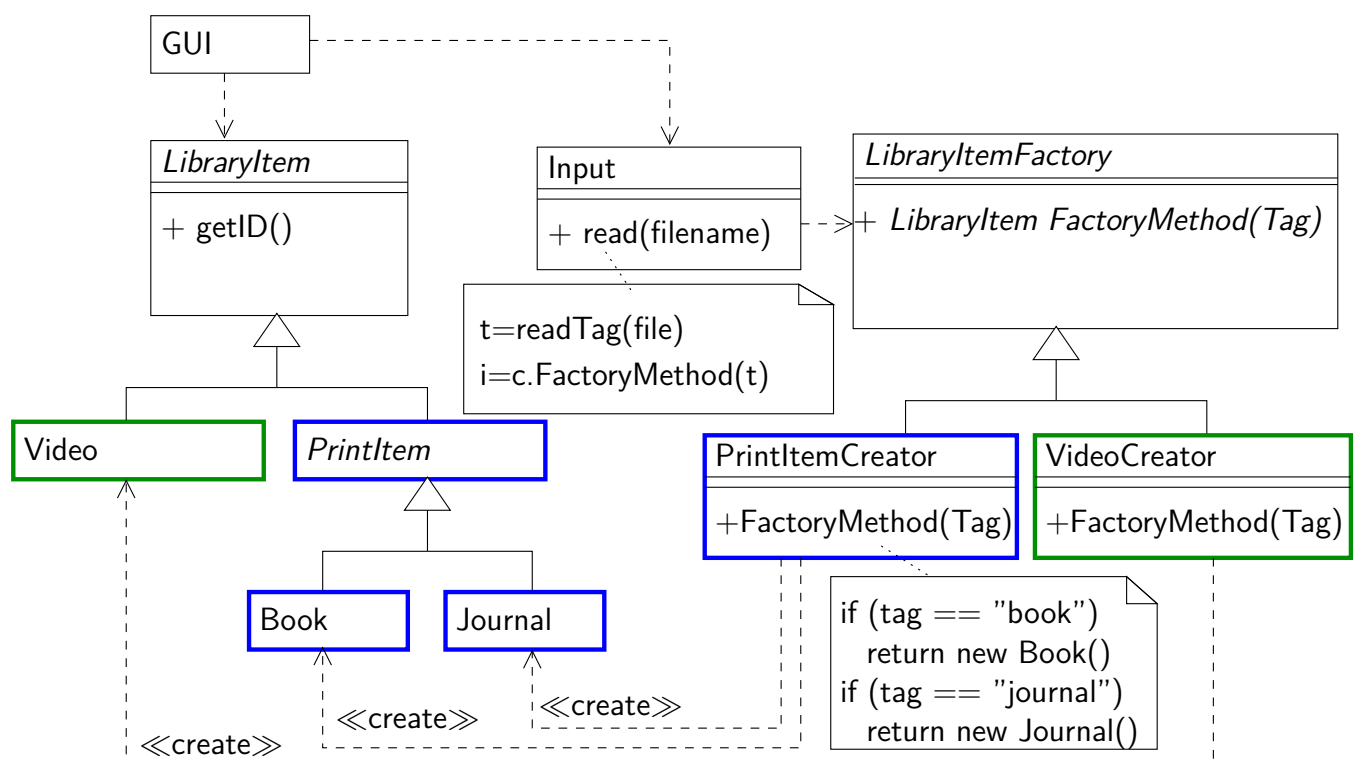 GUI
LibraryItem
+ getID()
Input
+ read(filename)
LibraryItemFactory
+ LibraryItem FactoryMethod(Tag)
t=readTag(file)
i=c.FactoryMethod(t)
Video
PrintItem
PrintItemCreator
+FactoryMethod(Tag)
VideoCreator
+FactoryMethod(Tag)
Book
Journal
if (tag == ”book”)
return new Book()
if (tag == ”journal”)
return new Journal()
≪create≫
≪create≫
≪create≫